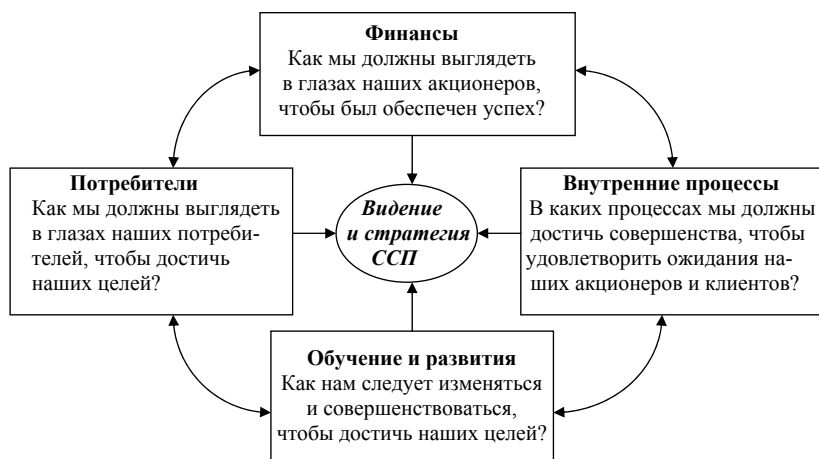 Финансы
Как мы должны выглядеть
в глазах наших акционеров,
чтобы был обеспечен успех?
Потребители
Как мы должны выглядеть
в глазах наших потреби-
телей, чтобы достичь
наших целей?
Видение
и стратегия
ССП
Внутренние процессы
В каких процессах мы должны
достичь совершенства, чтобы
удовлетворить ожидания на-
ших акционеров и клиентов?
Обучение и развития
Как нам следует изменяться
и совершенствоваться,
чтобы достичь наших целей?